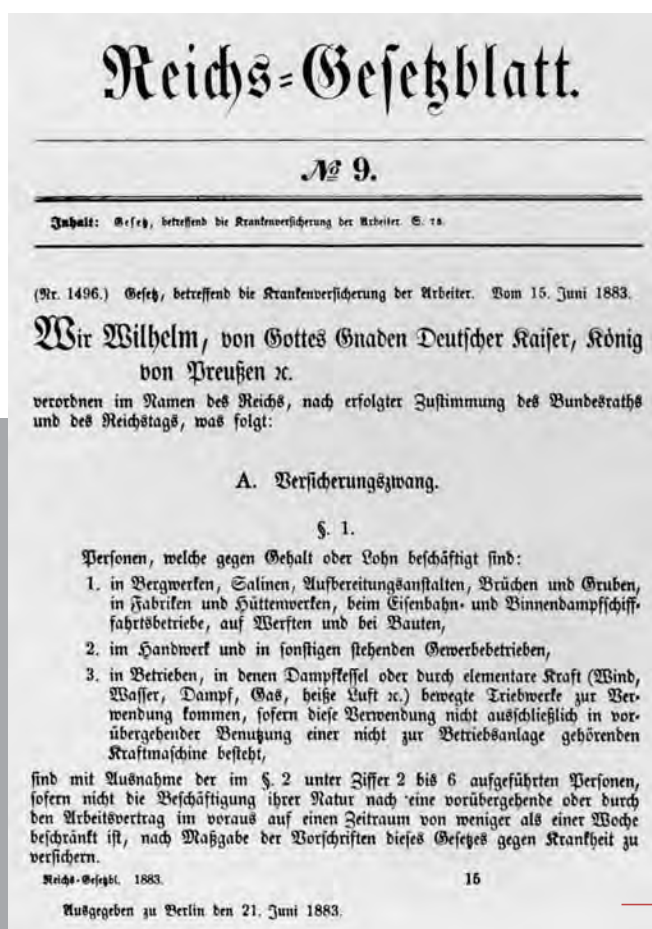 Reichs-Gesetzblatt.
№ 9.
Inhalt: Gesetz, betreffend die Krankenversicherung der Arbeiter. S. 73.
(Nr. 1496.) Gesetz, betreffend die Krankenversicherung der Arbeiter. Vom 15. Juni 1883.
Wir Wilhelm, von Gottes Gnaden Deutscher Kaiser, König
von Preußen ꝛc.
verordnen im Namen des Reichs, nach erfolgter Zustimmung des Bundesraths
und des Reichstags, was folgt:
A. Versicherungszwang.
§. 1.
Personen, welche gegen Gehalt oder Lohn beschäftigt sind:
1. in Bergwerken, Salinen, Aufbereitungsanstalten, Brüchen und Gruben,
in Fabriken und Hüttenwerken, beim Eisenbahn- und Binnendampfschiff-
fahrtsbetriebe, auf Werften und bei Bauten,
2. im Handwerk und in sonstigen stehenden Gewerbebetrieben,
3. in Betrieben, in denen Dampfkessel oder durch elementare Kraft (Wind,
Wasser, Dampf, Gas, heiße Luft ꝛc.) bewegte Triebwerke zur Ver-
wendung kommen, sofern diese Verwendung nicht ausschließlich in vor-
übergehender Benutzung einer nicht zur Betriebsanlage gehörenden
Kraftmaschine besteht,
sind mit Ausnahme der im §. 2 unter Ziffer 2 bis 6 aufgeführten Personen,
sofern nicht die Beschäftigung ihrer Natur nach eine vorübergehende oder durch
den Arbeitsvertrag im voraus auf einen Zeitraum von weniger als einer Woche
beschränkt ist, nach Maßgabe der Vorschriften dieses Gesetzes gegen Krankheit zu
versichern.
Reichs-Gesetzbl. 1883. 15
Ausgegeben zu Berlin den 21. Juni 1883.